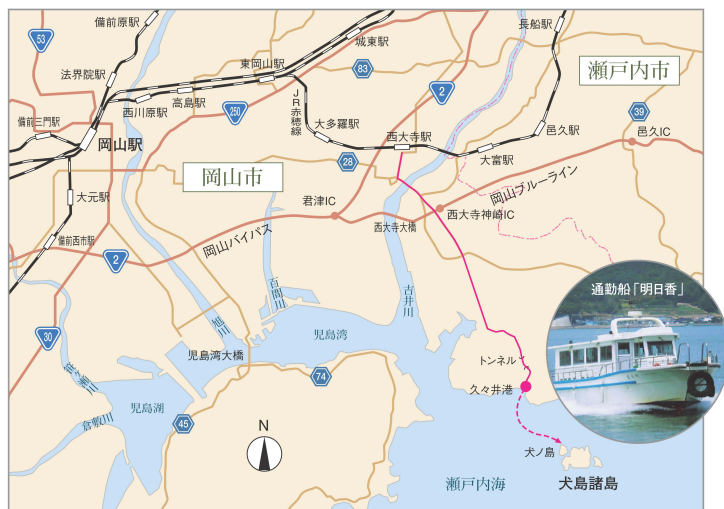 備前原駅
長船駅
53
城東駅
東岡山駅
83
法界院駅
2
瀬戸内市
高島駅
西川原駅
250
JR赤穂線
39
備前三門駅
大多羅駅
西大寺駅
邑久駅
邑久IC
岡山駅
28
大富駅
岡山市
岡山ブルーライン
大元駅
君津IC
西大寺神崎IC
西大寺大橋
備前西市駅
岡山バイパス
2
百間川
吉井川
通勤船「明日香」
旭川
児島湾
30
笹ヶ瀬川
児島湾大橋
トンネル
74
久々井港
児島湖
倉敷川
45
N
犬ノ島
瀬戸内海
犬島諸島